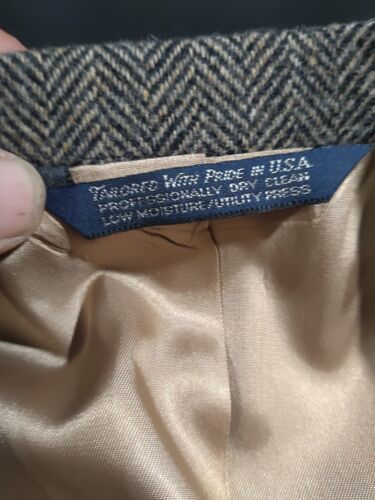 TAILORED WITH PRIDE IN U.S.A.
PROFESSIONALLY DRY CLEAN
LOW MOISTURE/UTILITY PRESS